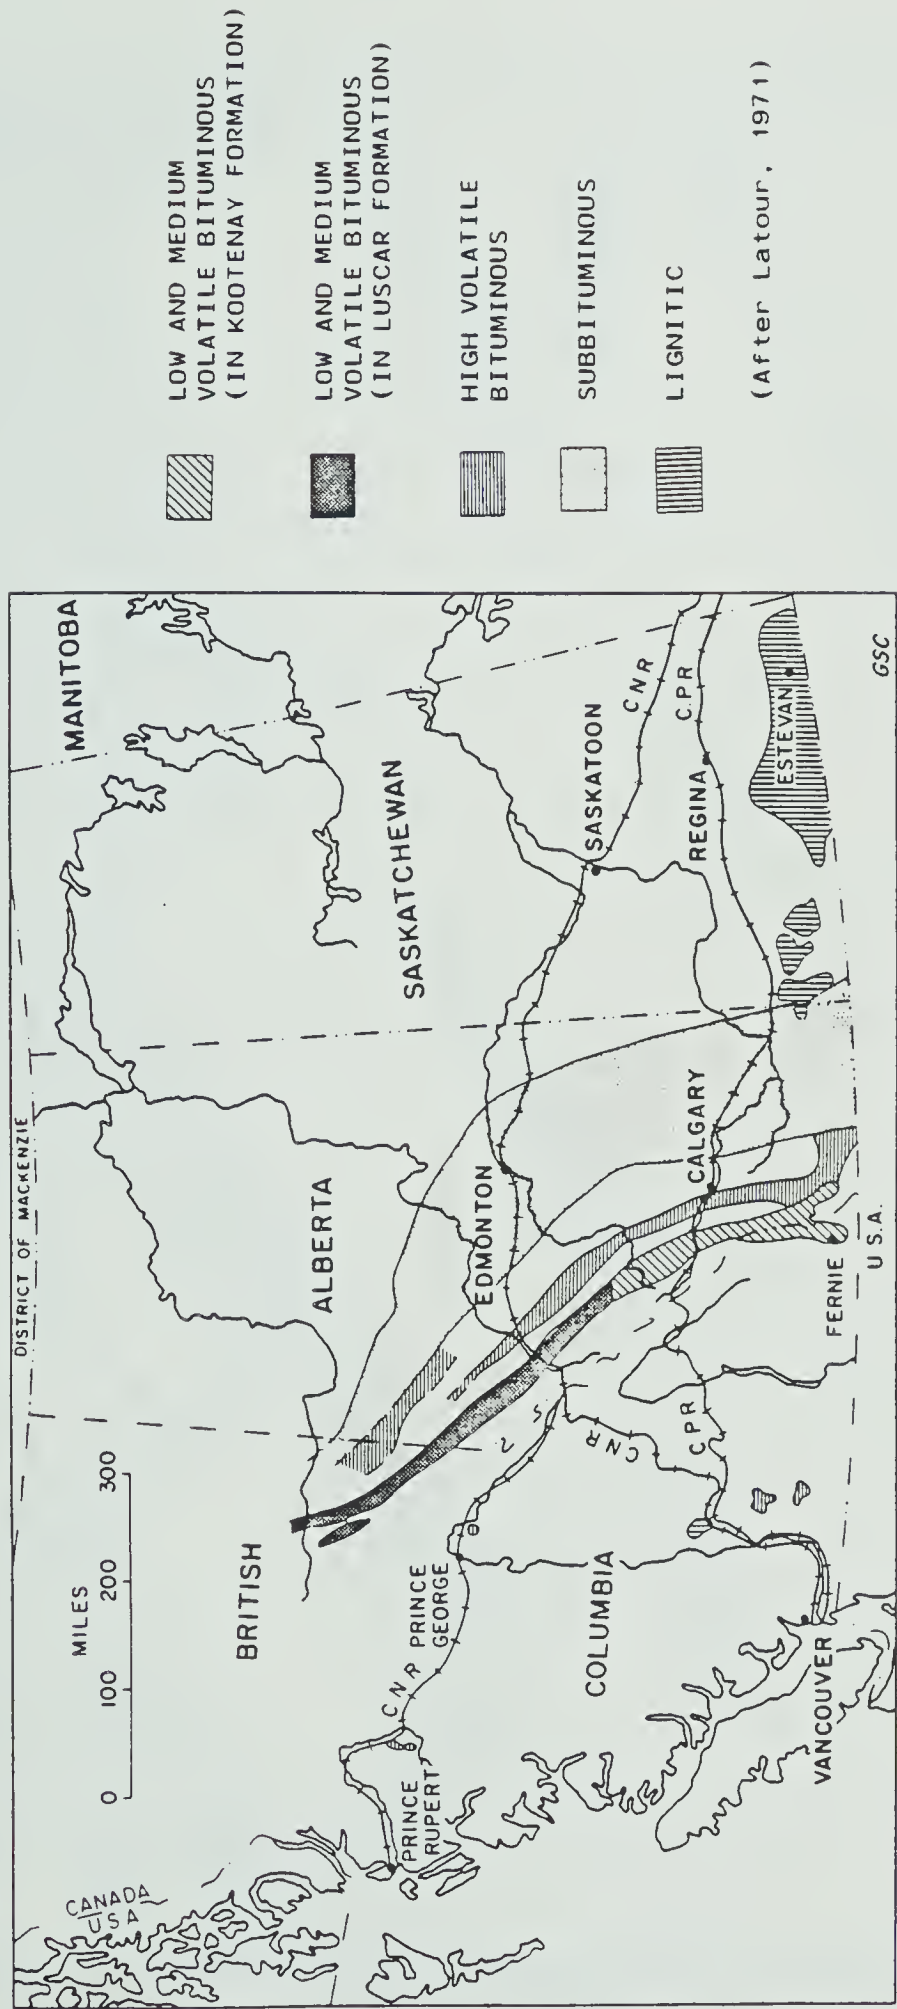 DISTRICT OF MACKENZIE
CANADA
USA
MILES
0 100 200 300
BRITISH
COLUMBIA
ALBERTA
SASKATCHEWAN
MANITOBA
PRINCE
RUPERT
CNR
PRINCE
GEORGE
EDMONTON
SASKATOON
CNR
CNR
CPR
C.P.R
CALGARY
REGINA
VANCOUVER
FERNIE
ESTEVAN
U.S.A.
GSC
LOW AND MEDIUM
VOLATILE BITUMINOUS
(IN KOOTENAY FORMATION)
LOW AND MEDIUM
VOLATILE BITUMINOUS
(IN LUSCAR FORMATION)
HIGH VOLATILE
BITUMINOUS
SUBBITUMINOUS
LIGNITIC
(After Latour, 1971)